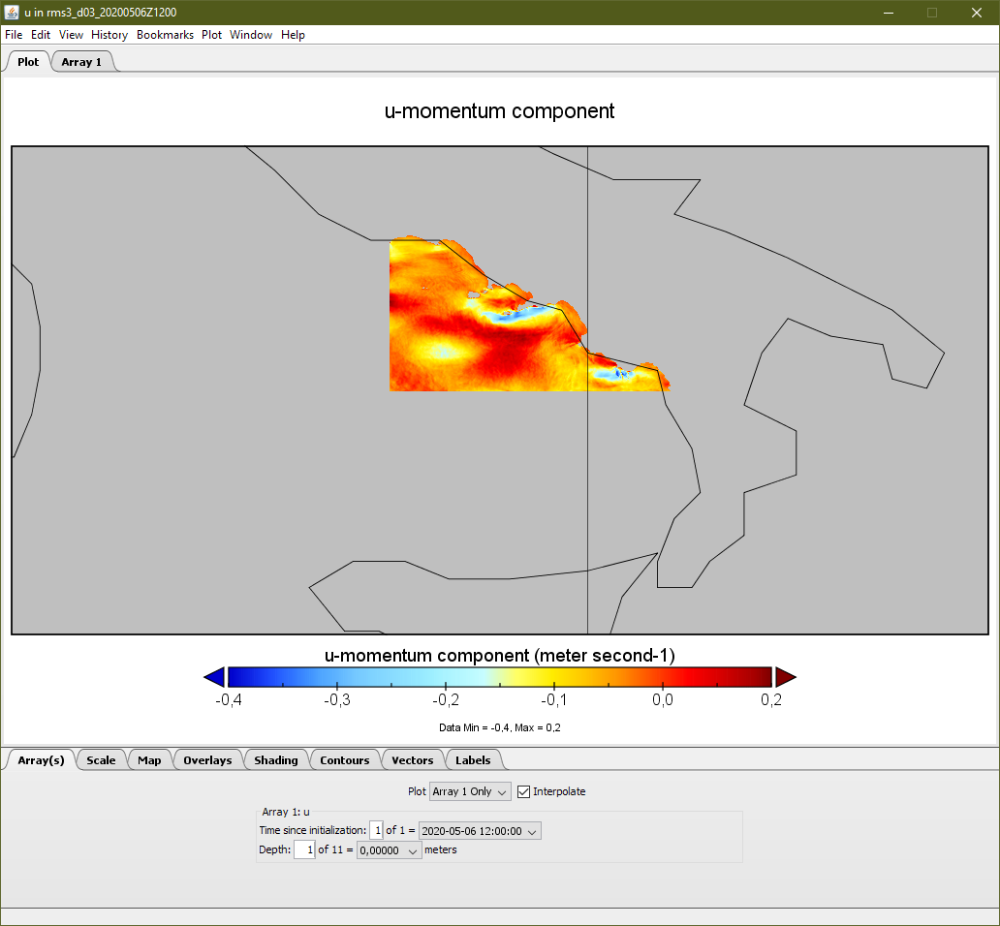 u in rms3_d03_20200506Z1200
File Edit View History Bookmarks Plot Window Help
Plot Array 1
u-momentum component
u-momentum component (meter second-1)
-0,4 -0,3 -0,2 -0,1 0,0 0,2
Data Min = -0,4, Max = 0,2
Array(s) Scale Map Overlays Shading Contours Vectors Labels
Plot Array 1 Only Interpolate
Array 1: u
Time since initialization: 1 of 1 = 2020-05-06 12:00:00
Depth: 1 of 11 = 0,00000 meters